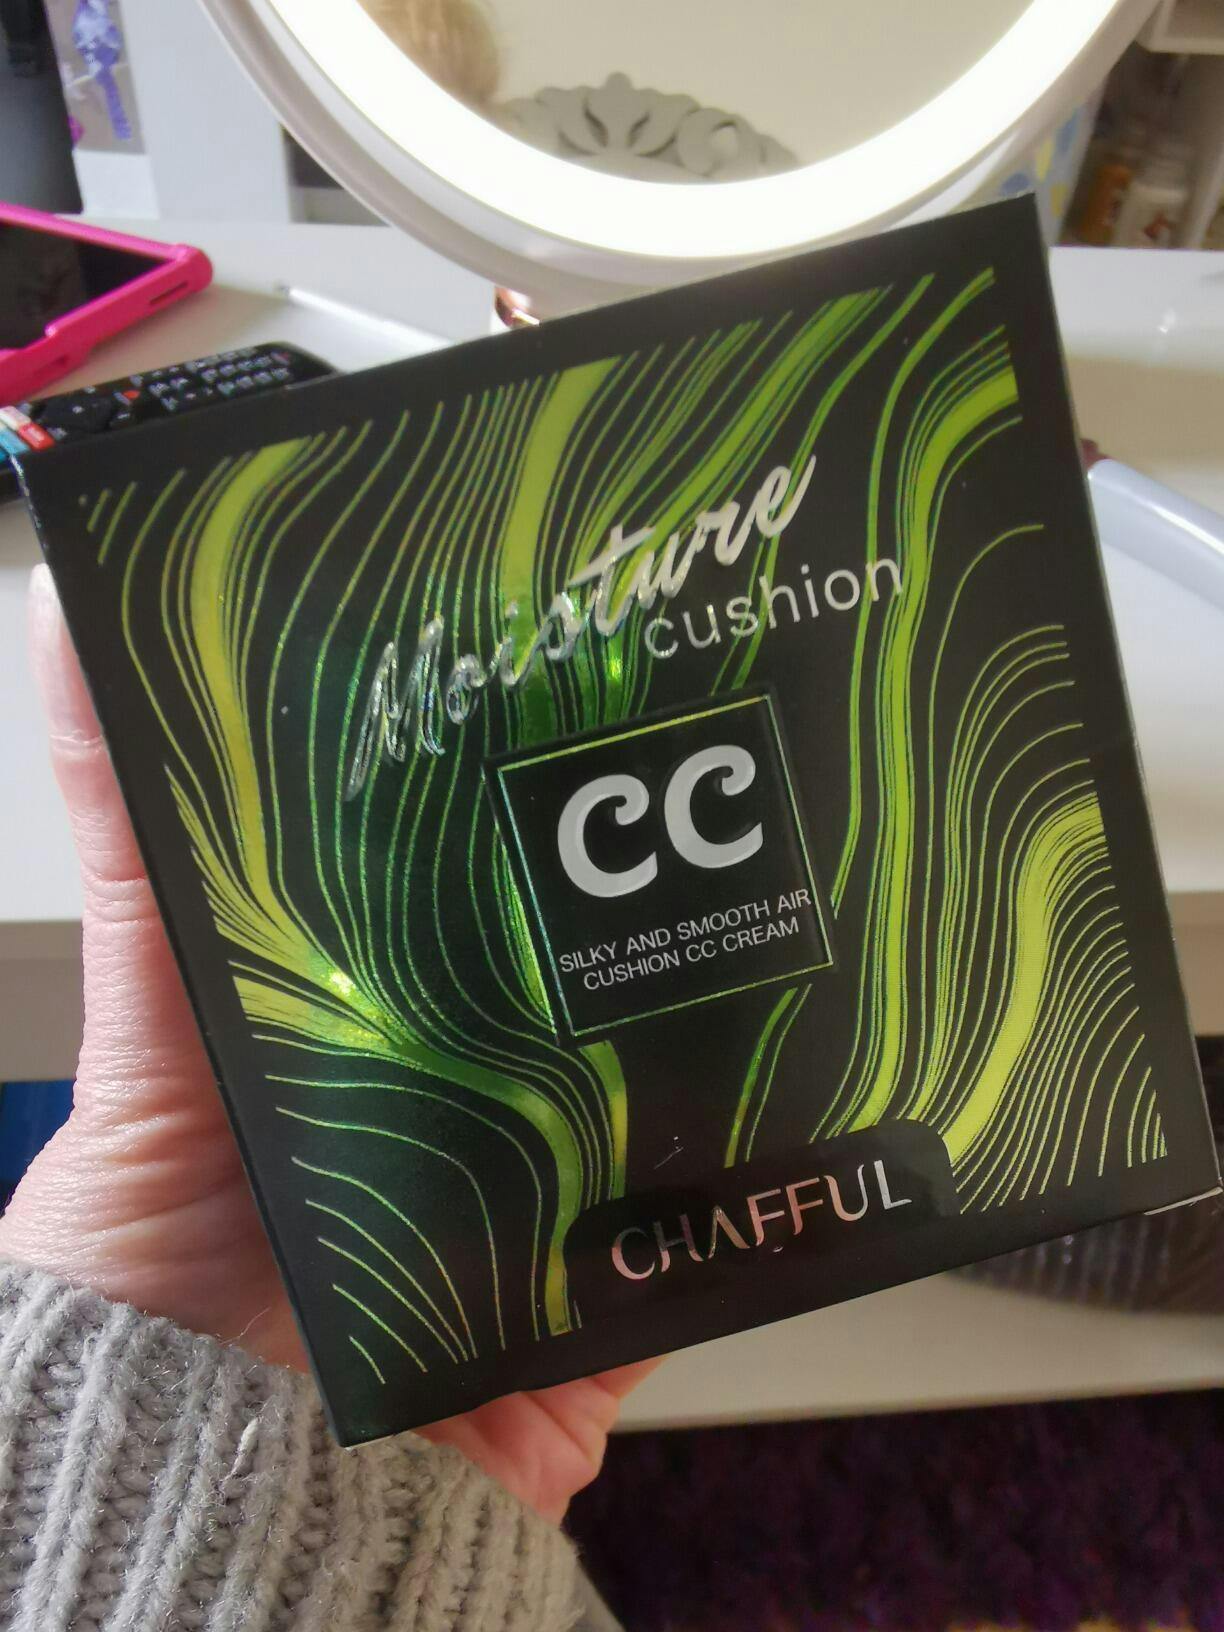 Moisture
cushion
CC
SILKY AND SMOOTH AIR
CUSHION CC CREAM
CHAFFUL